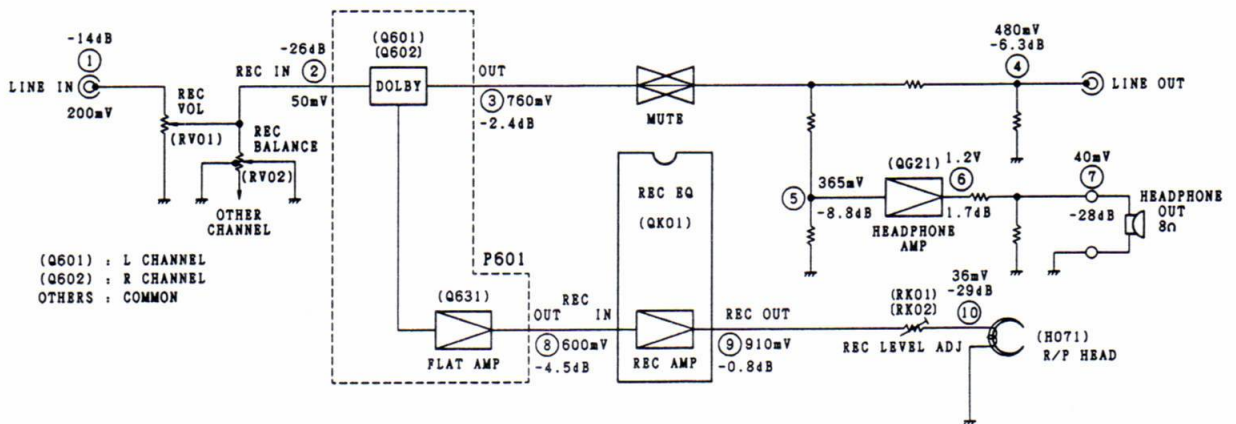 -14dB
①
LINE IN
200mV
REC
VOL
(RV01)
REC
BALANCE
(RV02)
OTHER
CHANNEL
-26dB
REC IN ②
50mV
(Q601)
(Q602)
DOLBY
OUT
③ 760mV
-2.4dB
MUTE
480mV
-6.3dB
④
LINE OUT
⑤
365mV
-8.8dB
(QG21)
HEADPHONE
AMP
1.2V
⑥
1.7dB
40mV
⑦
-28dB
HEADPHONE
OUT
8Ω
(Q601) : L CHANNEL
(Q602) : R CHANNEL
OTHERS : COMMON
P601
(Q631)
FLAT AMP
REC
OUT IN
⑧ 600mV
-4.5dB
REC EQ
(QK01)
REC AMP
REC OUT
⑨ 910mV
-0.8dB
(RK01)
(RK02)
REC LEVEL ADJ
36mV
-29dB
⑩
(H071)
R/P HEAD